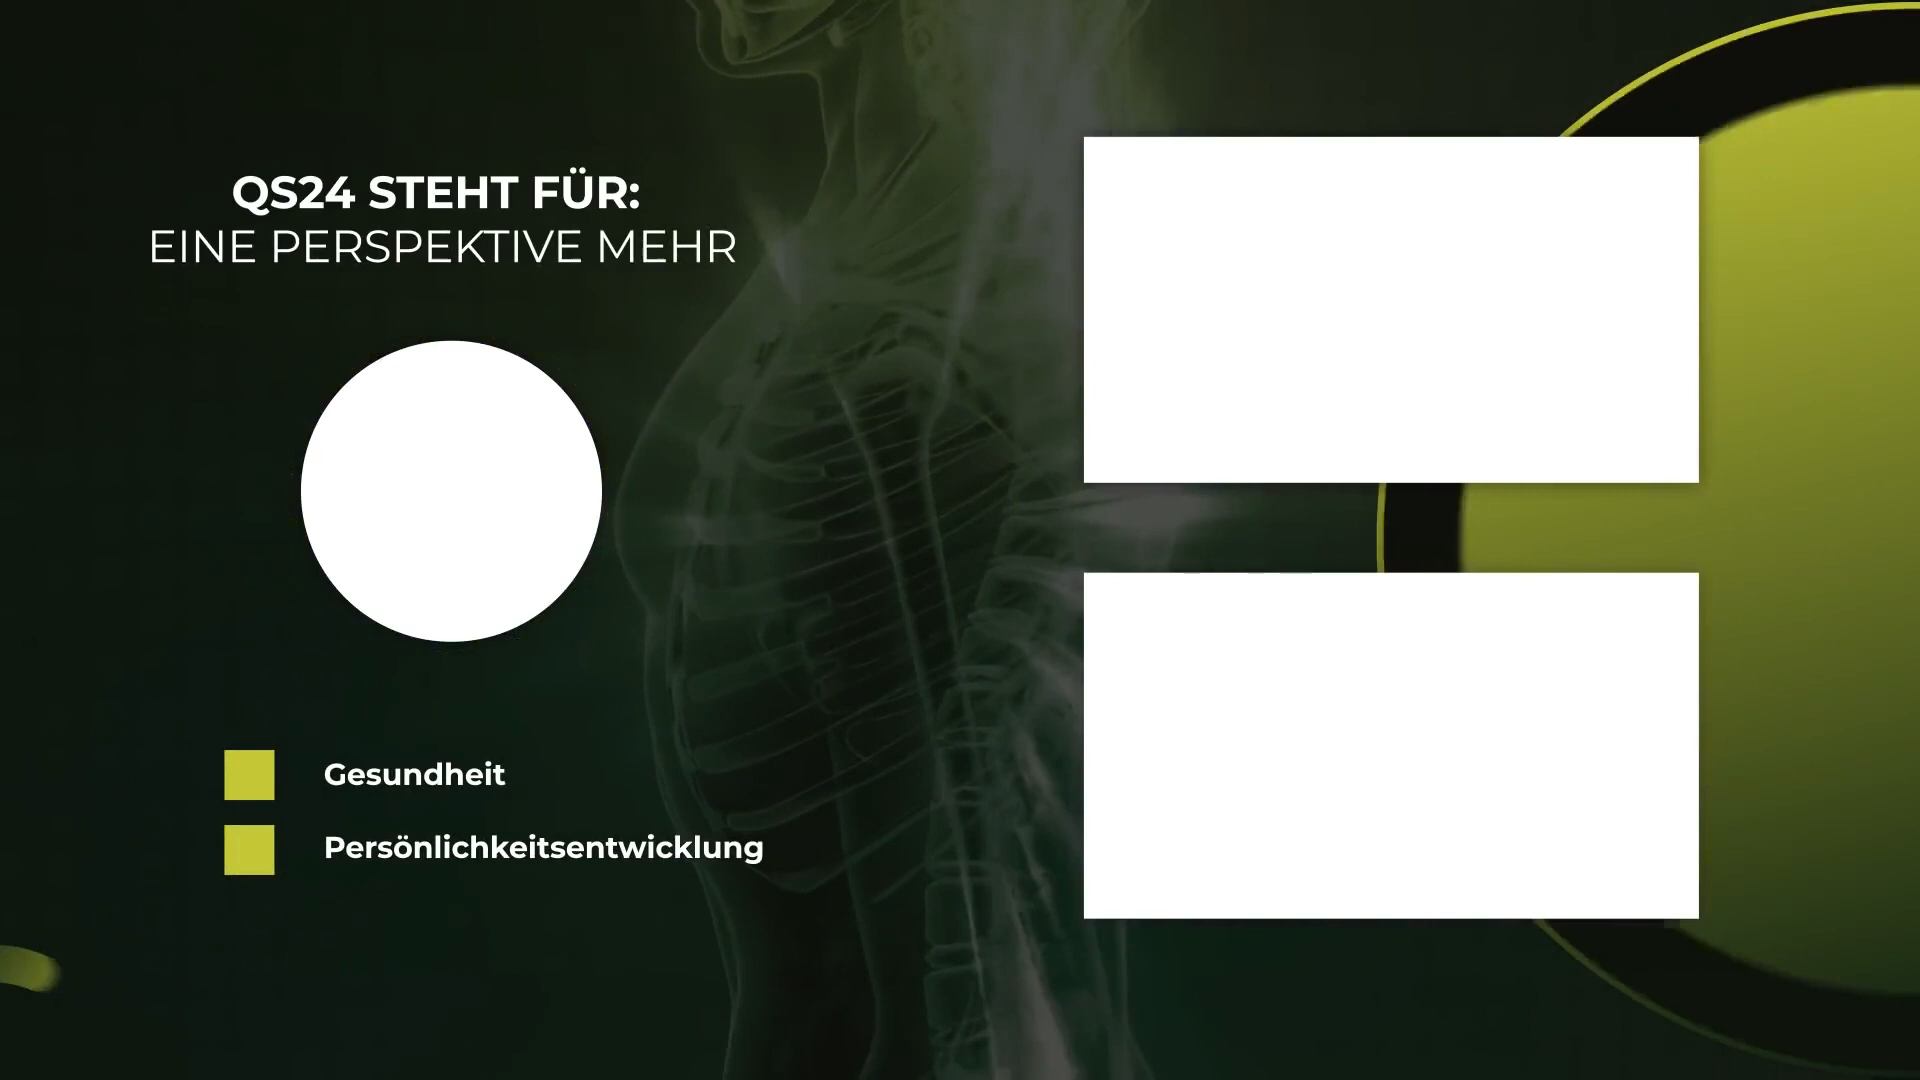 QS24 STEHT FÜR:
EINE PERSPEKTIVE MEHR
Gesundheit
Persönlichkeitsentwicklung